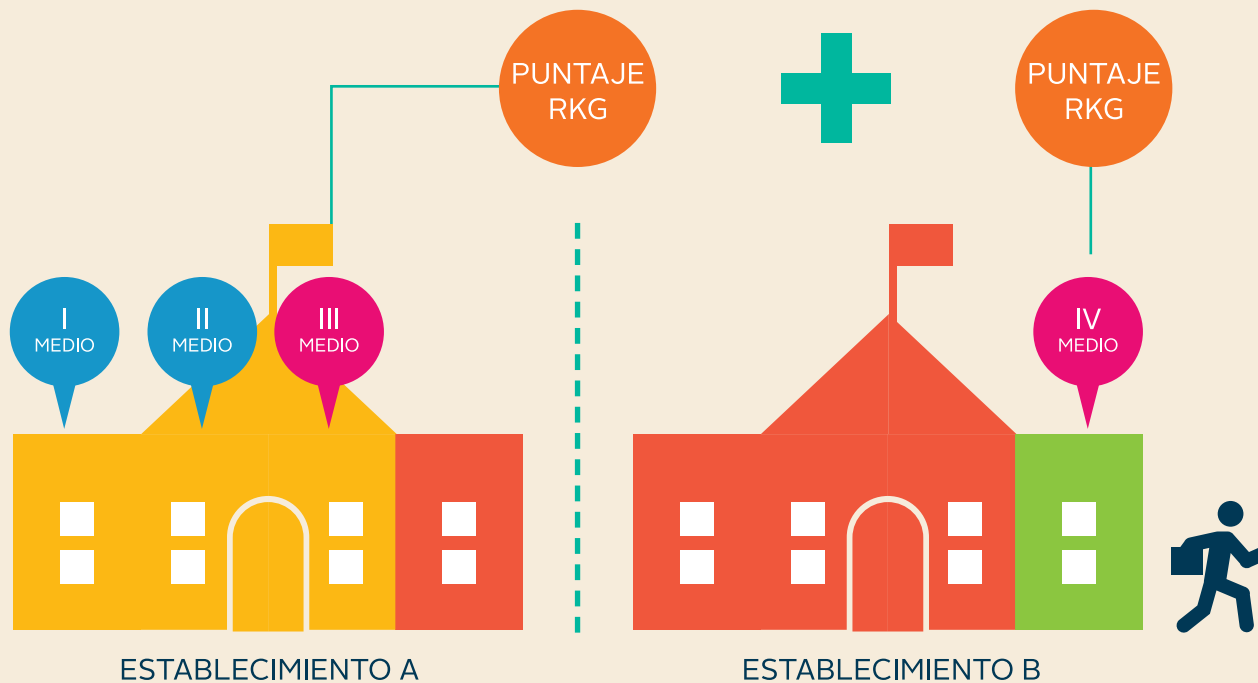 PUNTAJE
RKG
PUNTAJE
RKG
I
MEDIO
II
MEDIO
III
MEDIO
IV
MEDIO
ESTABLECIMIENTO A
ESTABLECIMIENTO B